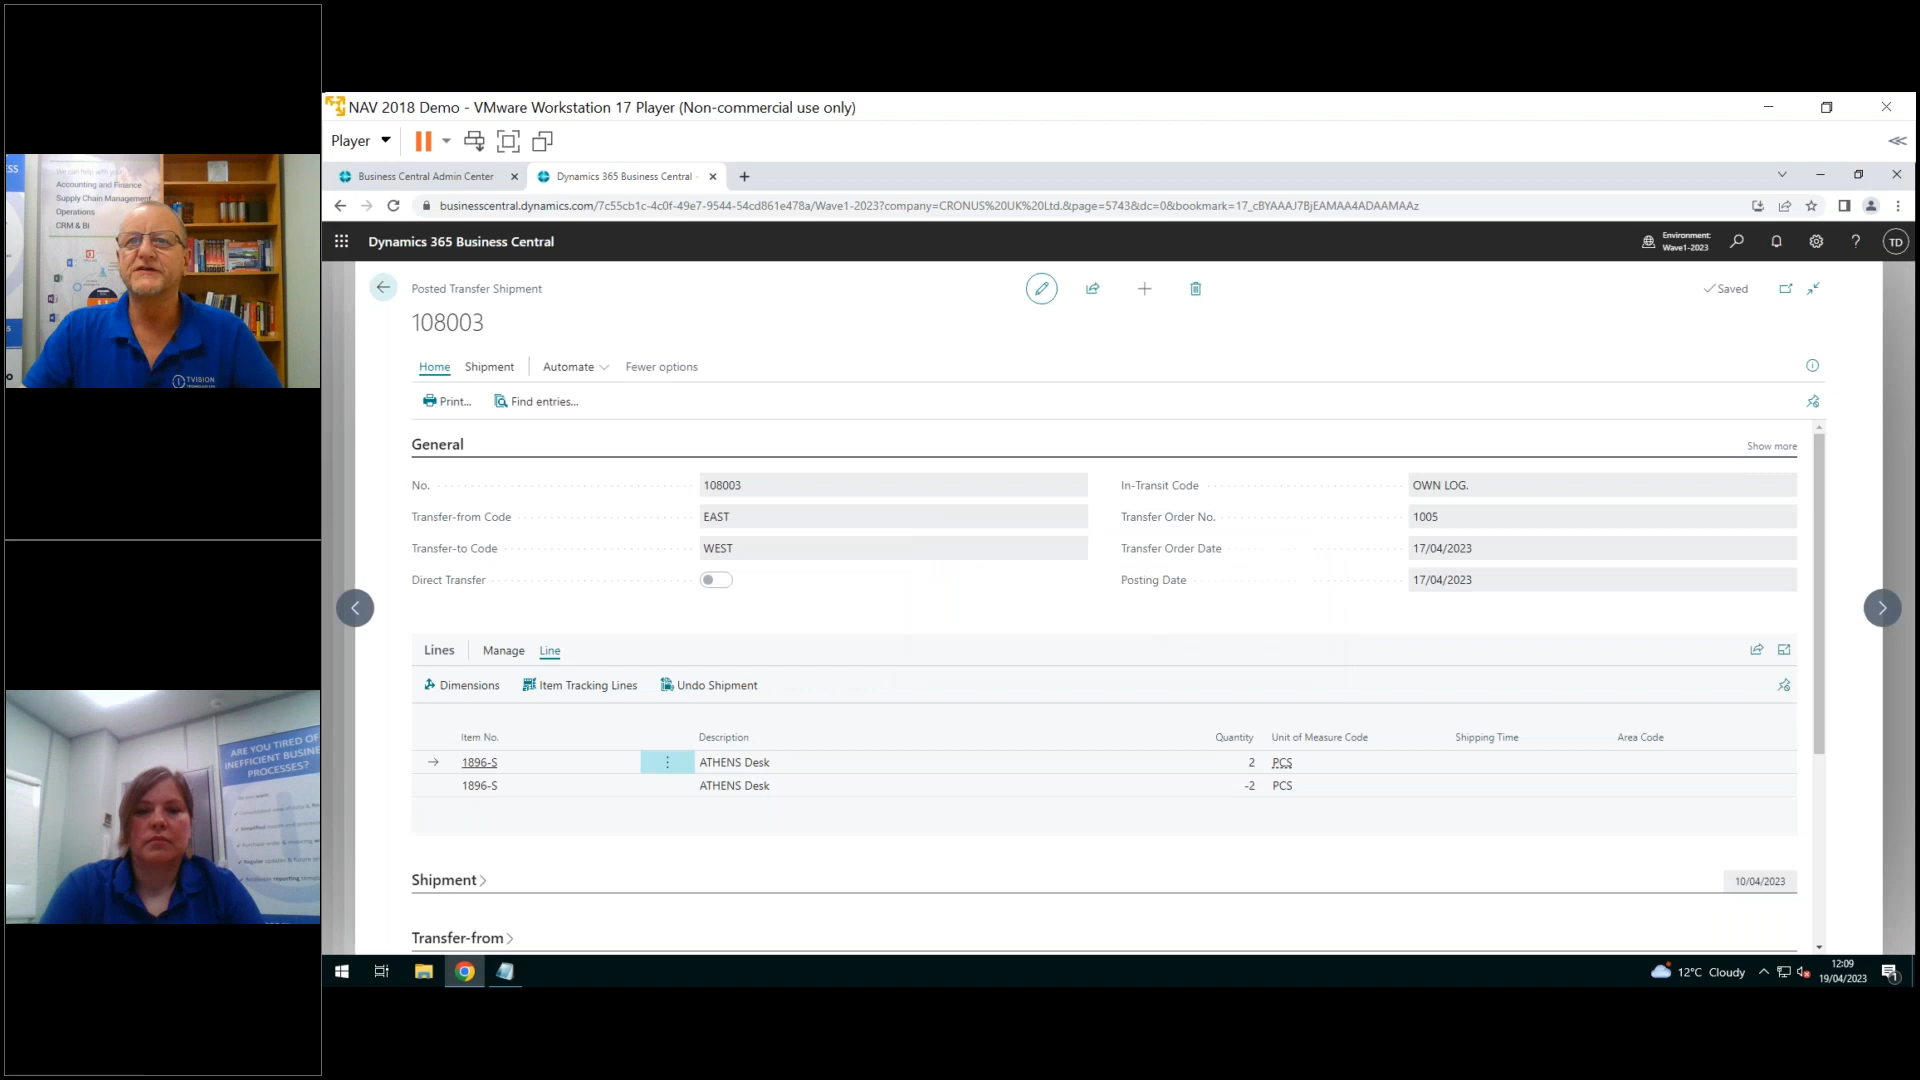 SS
We can help with your
Accounting and Finance
Supply Chain Management
Operations
CRM & BI
TVISION
ARE YOU TIRED OF
INEFFICIENT BUSINE
PROCESSES?
NAV 2018 Demo - VMware Workstation 17 Player (Non-commercial use only)
Player
Business Central Admin Center
Dynamics 365 Business Central
businesscentral.dynamics.com/7c55cb1c-4c0f-49e7-9544-54cd861e478a/Wave1-2023?company=CRONUS%20UK%20Ltd.&page=5743&dc=0&bookmark=17_cBYAAAJ7BjEAMAA4ADAAMAAz
Dynamics 365 Business Central
Environment:
Wave1-2023
?
TD
Posted Transfer Shipment
Saved
108003
Home Shipment Automate Fewer options
Print... Find entries...
General
Show more
No. 108003
In-Transit Code OWN LOG.
Transfer-from Code EAST
Transfer Order No. 1005
Transfer-to Code WEST
Transfer Order Date 17/04/2023
Direct Transfer
Posting Date 17/04/2023
Lines Manage Line
Dimensions Item Tracking Lines Undo Shipment
Item No. Description Quantity Unit of Measure Code Shipping Time Area Code
1896-S ATHENS Desk 2 PCS
1896-S ATHENS Desk -2 PCS
Shipment
10/04/2023
Transfer-from
12°C Cloudy
12:09
19/04/2023
1